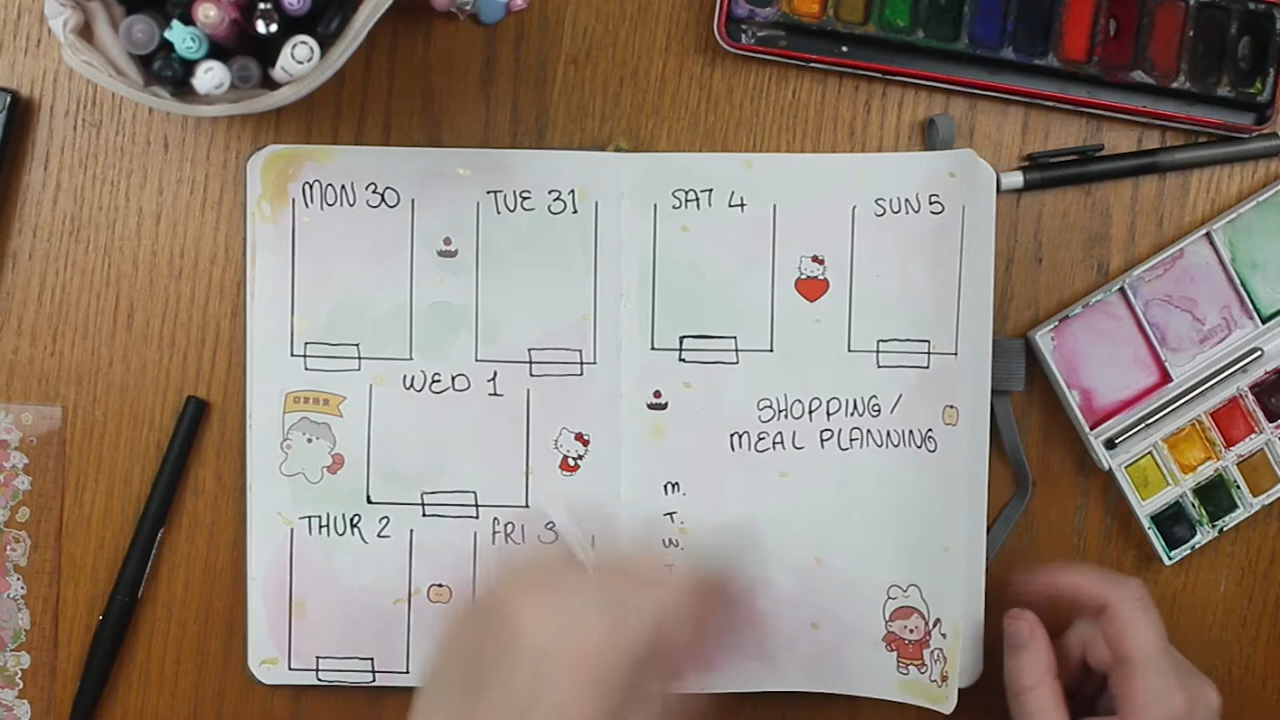 MON 30
TUE 31
WED 1
THUR 2
FRI 3
SAT 4
SUN 5
SHOPPING/
MEAL PLANNING
M.
T.
W.
T